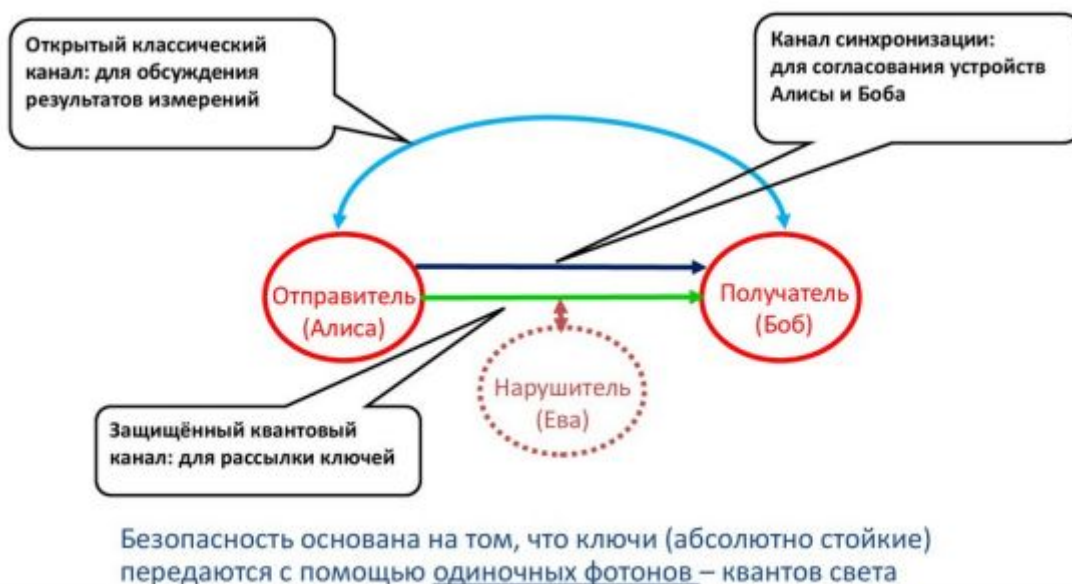 Открытый классический
канал: для обсуждения
результатов измерений
Канал синхронизации:
для согласования устройств
Алисы и Боба
Отправитель
(Алиса)
Получатель
(Боб)
Нарушитель
(Ева)
Защищённый квантовый
канал: для рассылки ключей
Безопасность основана на том, что ключи (абсолютно стойкие)
передаются с помощью одиночных фотонов – квантов света